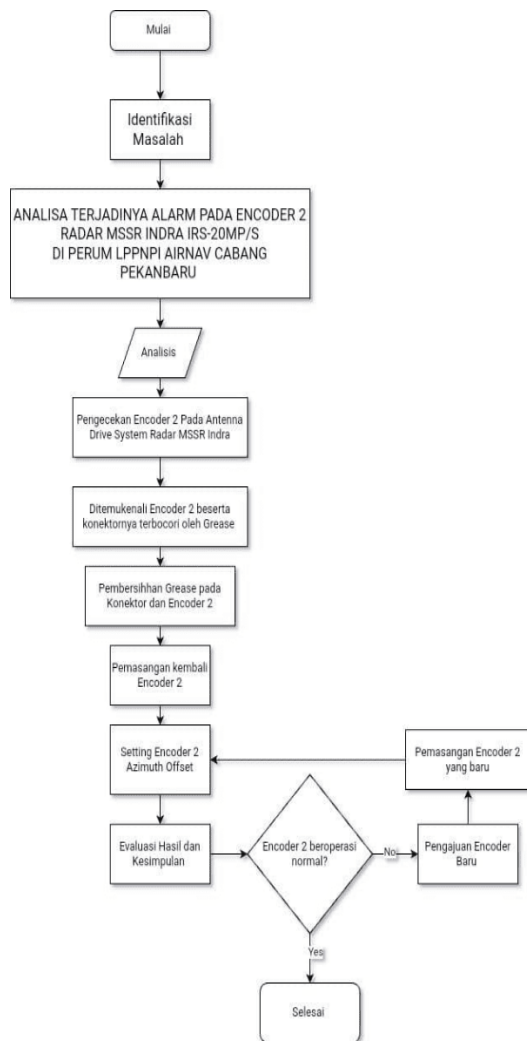 Mulai
Identifikasi
Masalah
ANALISA TERJADINYA ALARM PADA ENCODER 2
RADAR MSSR INDRA IRS-20MP/S
DI PERUM LPPNPI AIRNAV CABANG
PEKANBARU
Analisis
Pengecekan Encoder 2 Pada Antenna
Drive System Radar MSSR Indra
Ditemukenali Encoder 2 beserta
konektornya terbocori oleh Grease
Pembersihhan Grease pada
Konektor dan Encoder 2
Pemasangan kembali
Encoder 2
Setting Encoder 2
Azimuth Offset
Pemasangan Encoder 2
yang baru
Evaluasi Hasil dan
Kesimpulan
Encoder 2 beroperasi
normal?
No
Pengajuan Encoder
Baru
Yes
Selesai